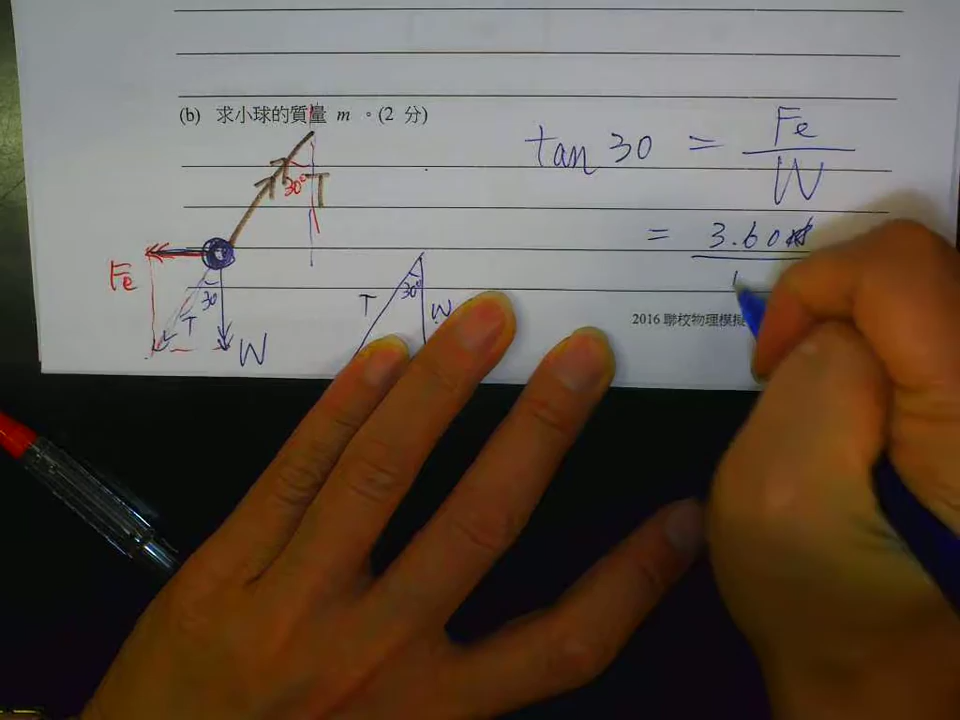 (b) 求小球的質量 m 。(2 分)
tan 30 = Fe / W
30° T
= 3.60
Fe
30
T
W
T 30° W
2016 聯校物理模擬